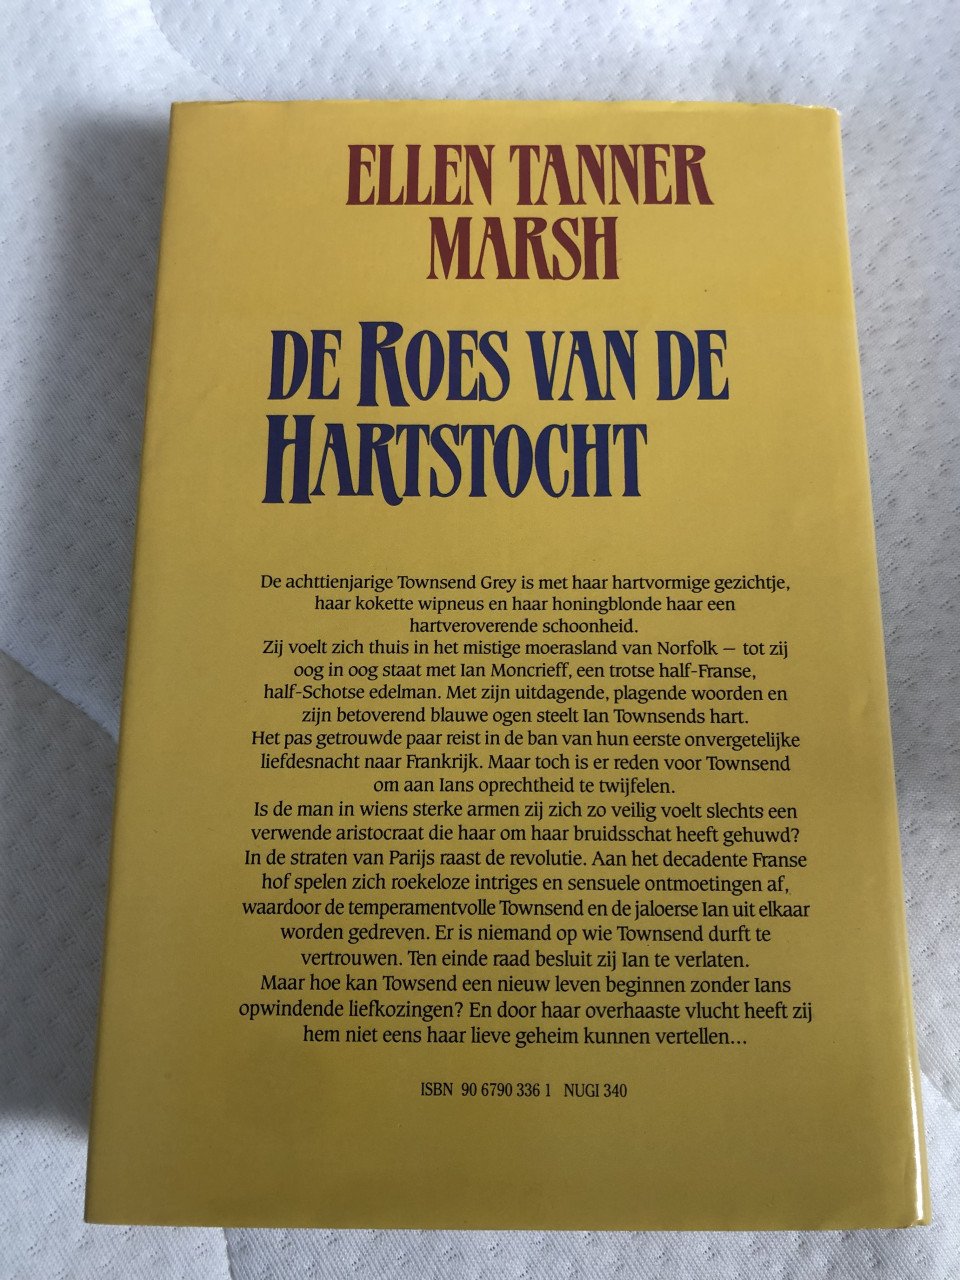 ELLEN TANNER
MARSH
DE ROES VAN DE
HARTSTOCHT
De achttienjarige Townsend Grey is met haar hartvormige gezichtje,
haar kokette wipneus en haar honingblonde haar een
hartveroverende schoonheid.
Zij voelt zich thuis in het mistige moerasland van Norfolk – tot zij
oog in oog staat met Ian Moncrieff, een trotse half-Franse,
half-Schotse edelman. Met zijn uitdagende, plagende woorden en
zijn betoverend blauwe ogen steelt Ian Townsends hart.
Het pas getrouwde paar reist in de ban van hun eerste onvergetelijke
liefdesnacht naar Frankrijk. Maar toch is er reden voor Townsend
om aan Ians oprechtheid te twijfelen.
Is de man in wiens sterke armen zij zich zo veilig voelt slechts een
verwende aristocraat die haar om haar bruidsschat heeft gehuwd?
In de straten van Parijs raast de revolutie. Aan het decadente Franse
hof spelen zich roekeloze intriges en sensuele ontmoetingen af,
waardoor de temperamentvolle Townsend en de jaloerse Ian uit elkaar
worden gedreven. Er is niemand op wie Townsend durft te
vertrouwen. Ten einde raad besluit zij Ian te verlaten.
Maar hoe kan Towsend een nieuw leven beginnen zonder Ians
opwindende liefkozingen? En door haar overhaaste vlucht heeft zij
hem niet eens haar lieve geheim kunnen vertellen...
ISBN 90 6790 336 1 NUGI 340